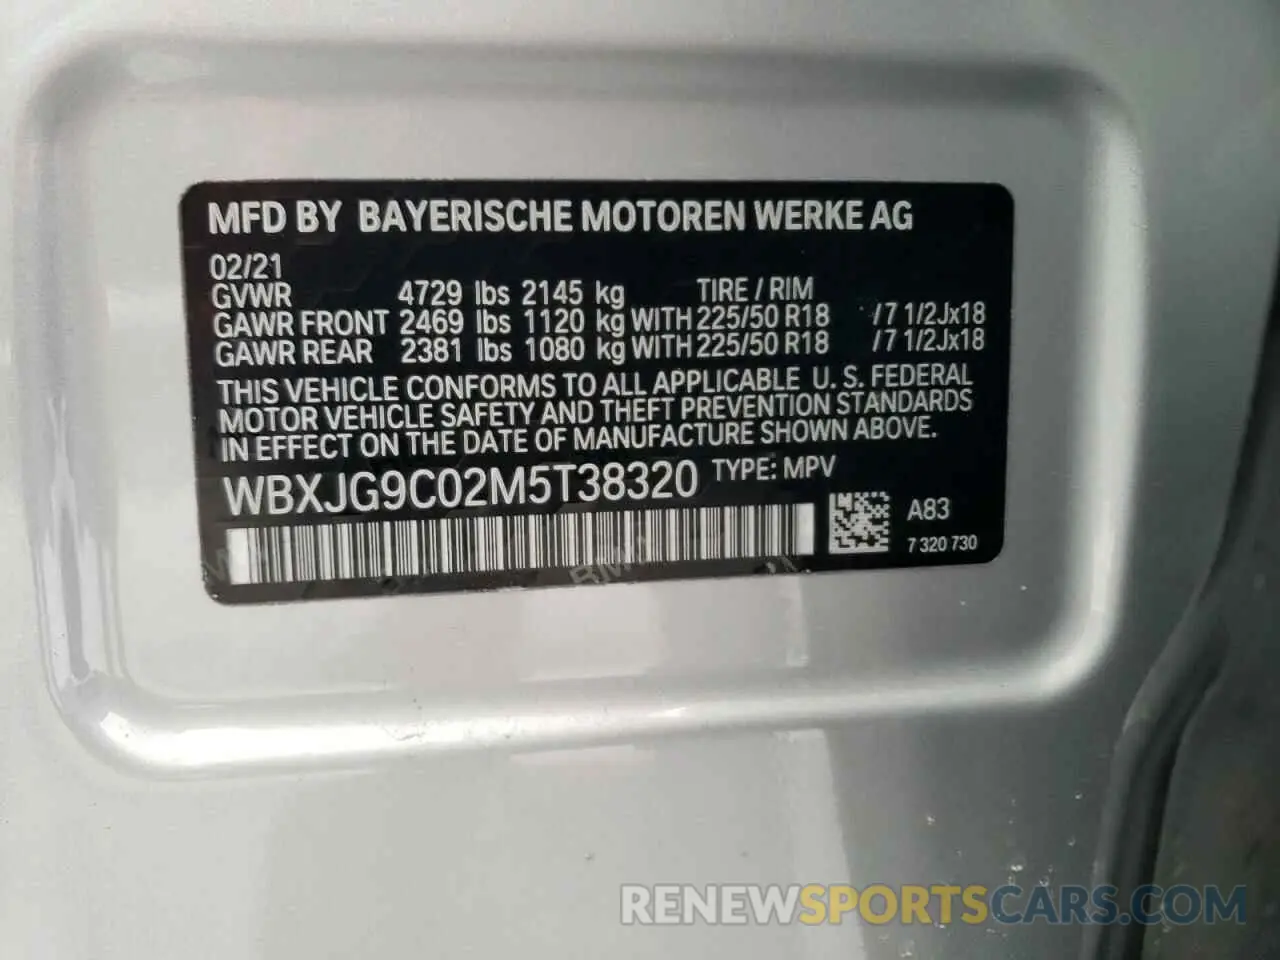 MFD BY BAYERISCHE MOTOREN WERKE AG
02/21
GVWR 4729 lbs 2145 kg TIRE / RIM
GAWR FRONT 2469 lbs 1120 kg WITH 225/50 R18 /7 1/2Jx18
GAWR REAR 2381 lbs 1080 kg WITH 225/50 R18 /7 1/2Jx18
THIS VEHICLE CONFORMS TO ALL APPLICABLE U. S. FEDERAL
MOTOR VEHICLE SAFETY AND THEFT PREVENTION STANDARDS
IN EFFECT ON THE DATE OF MANUFACTURE SHOWN ABOVE.
WBXJG9C02M5T38320 TYPE: MPV
A83
7 320 730
BMW
RENEWSPORTSCARS.COM